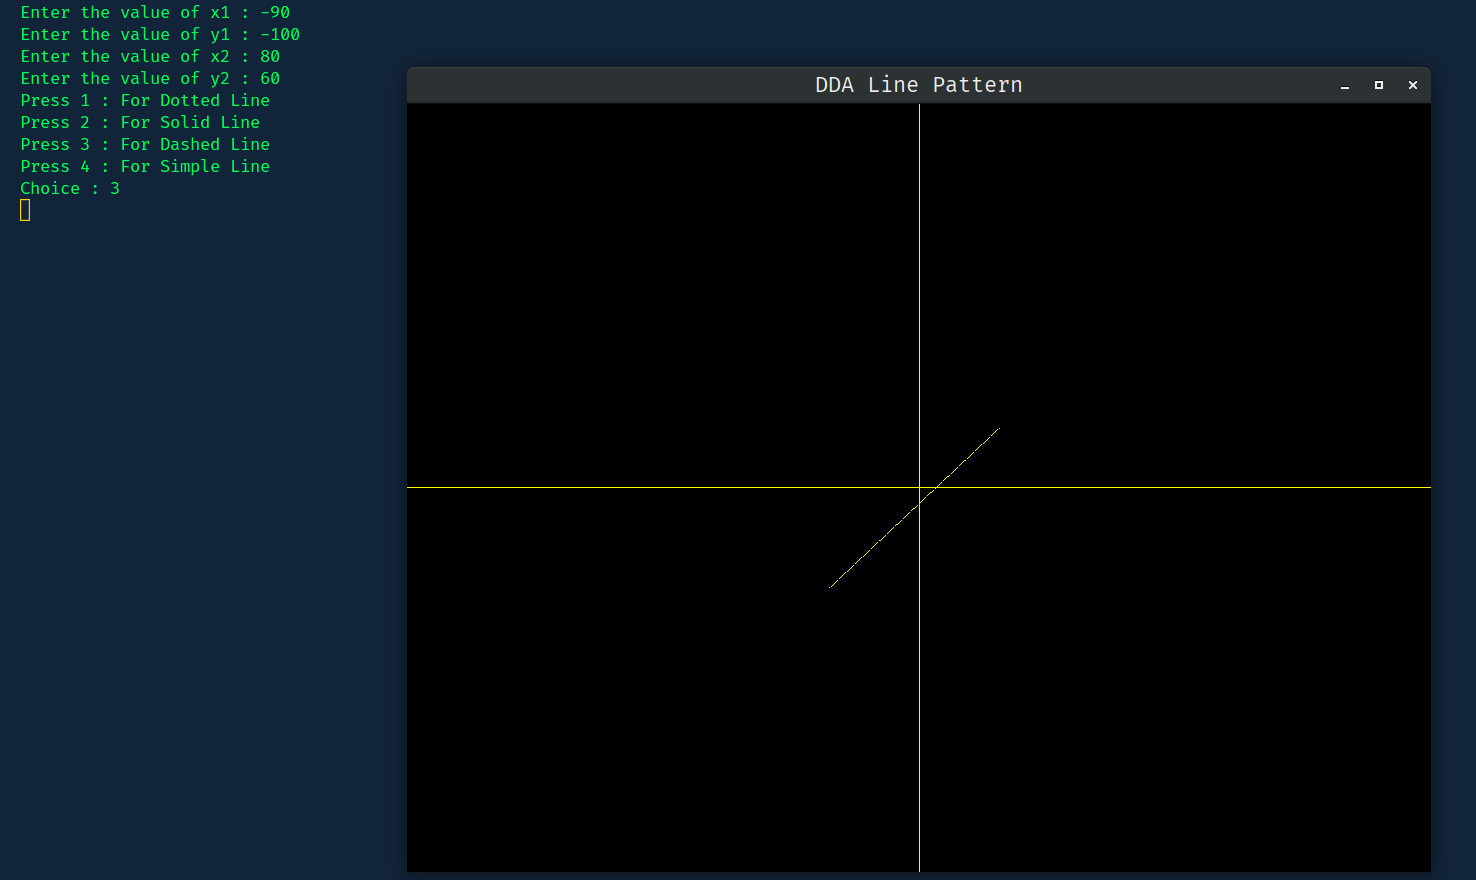 Enter the value of x1 : -90
Enter the value of y1 : -100
Enter the value of x2 : 80
Enter the value of y2 : 60
Press 1 : For Dotted Line
Press 2 : For Solid Line
Press 3 : For Dashed Line
Press 4 : For Simple Line
Choice : 3
DDA Line Pattern